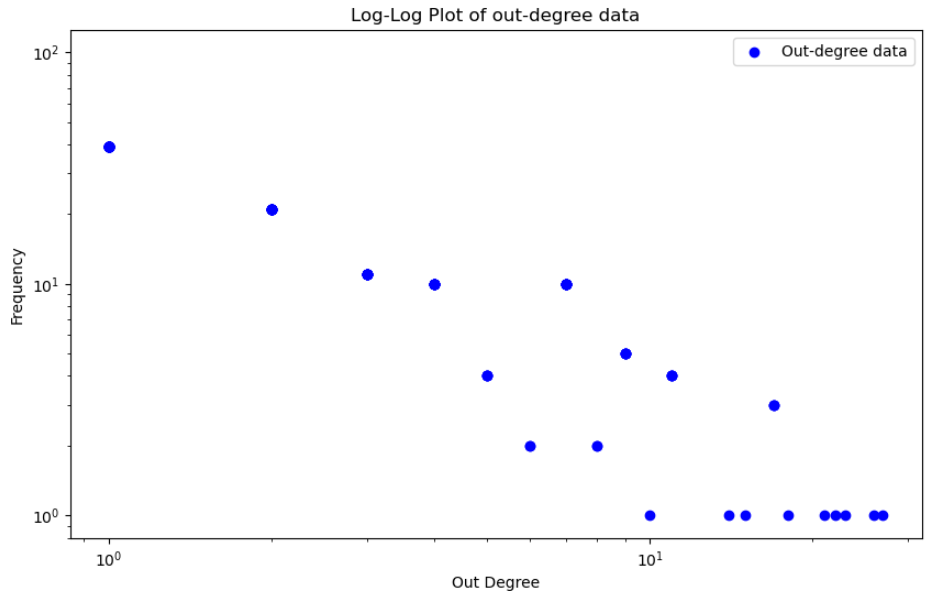 Log-Log Plot of out-degree data
Out-degree data
10²
10¹
10⁰
Frequency
10⁰
10¹
Out Degree